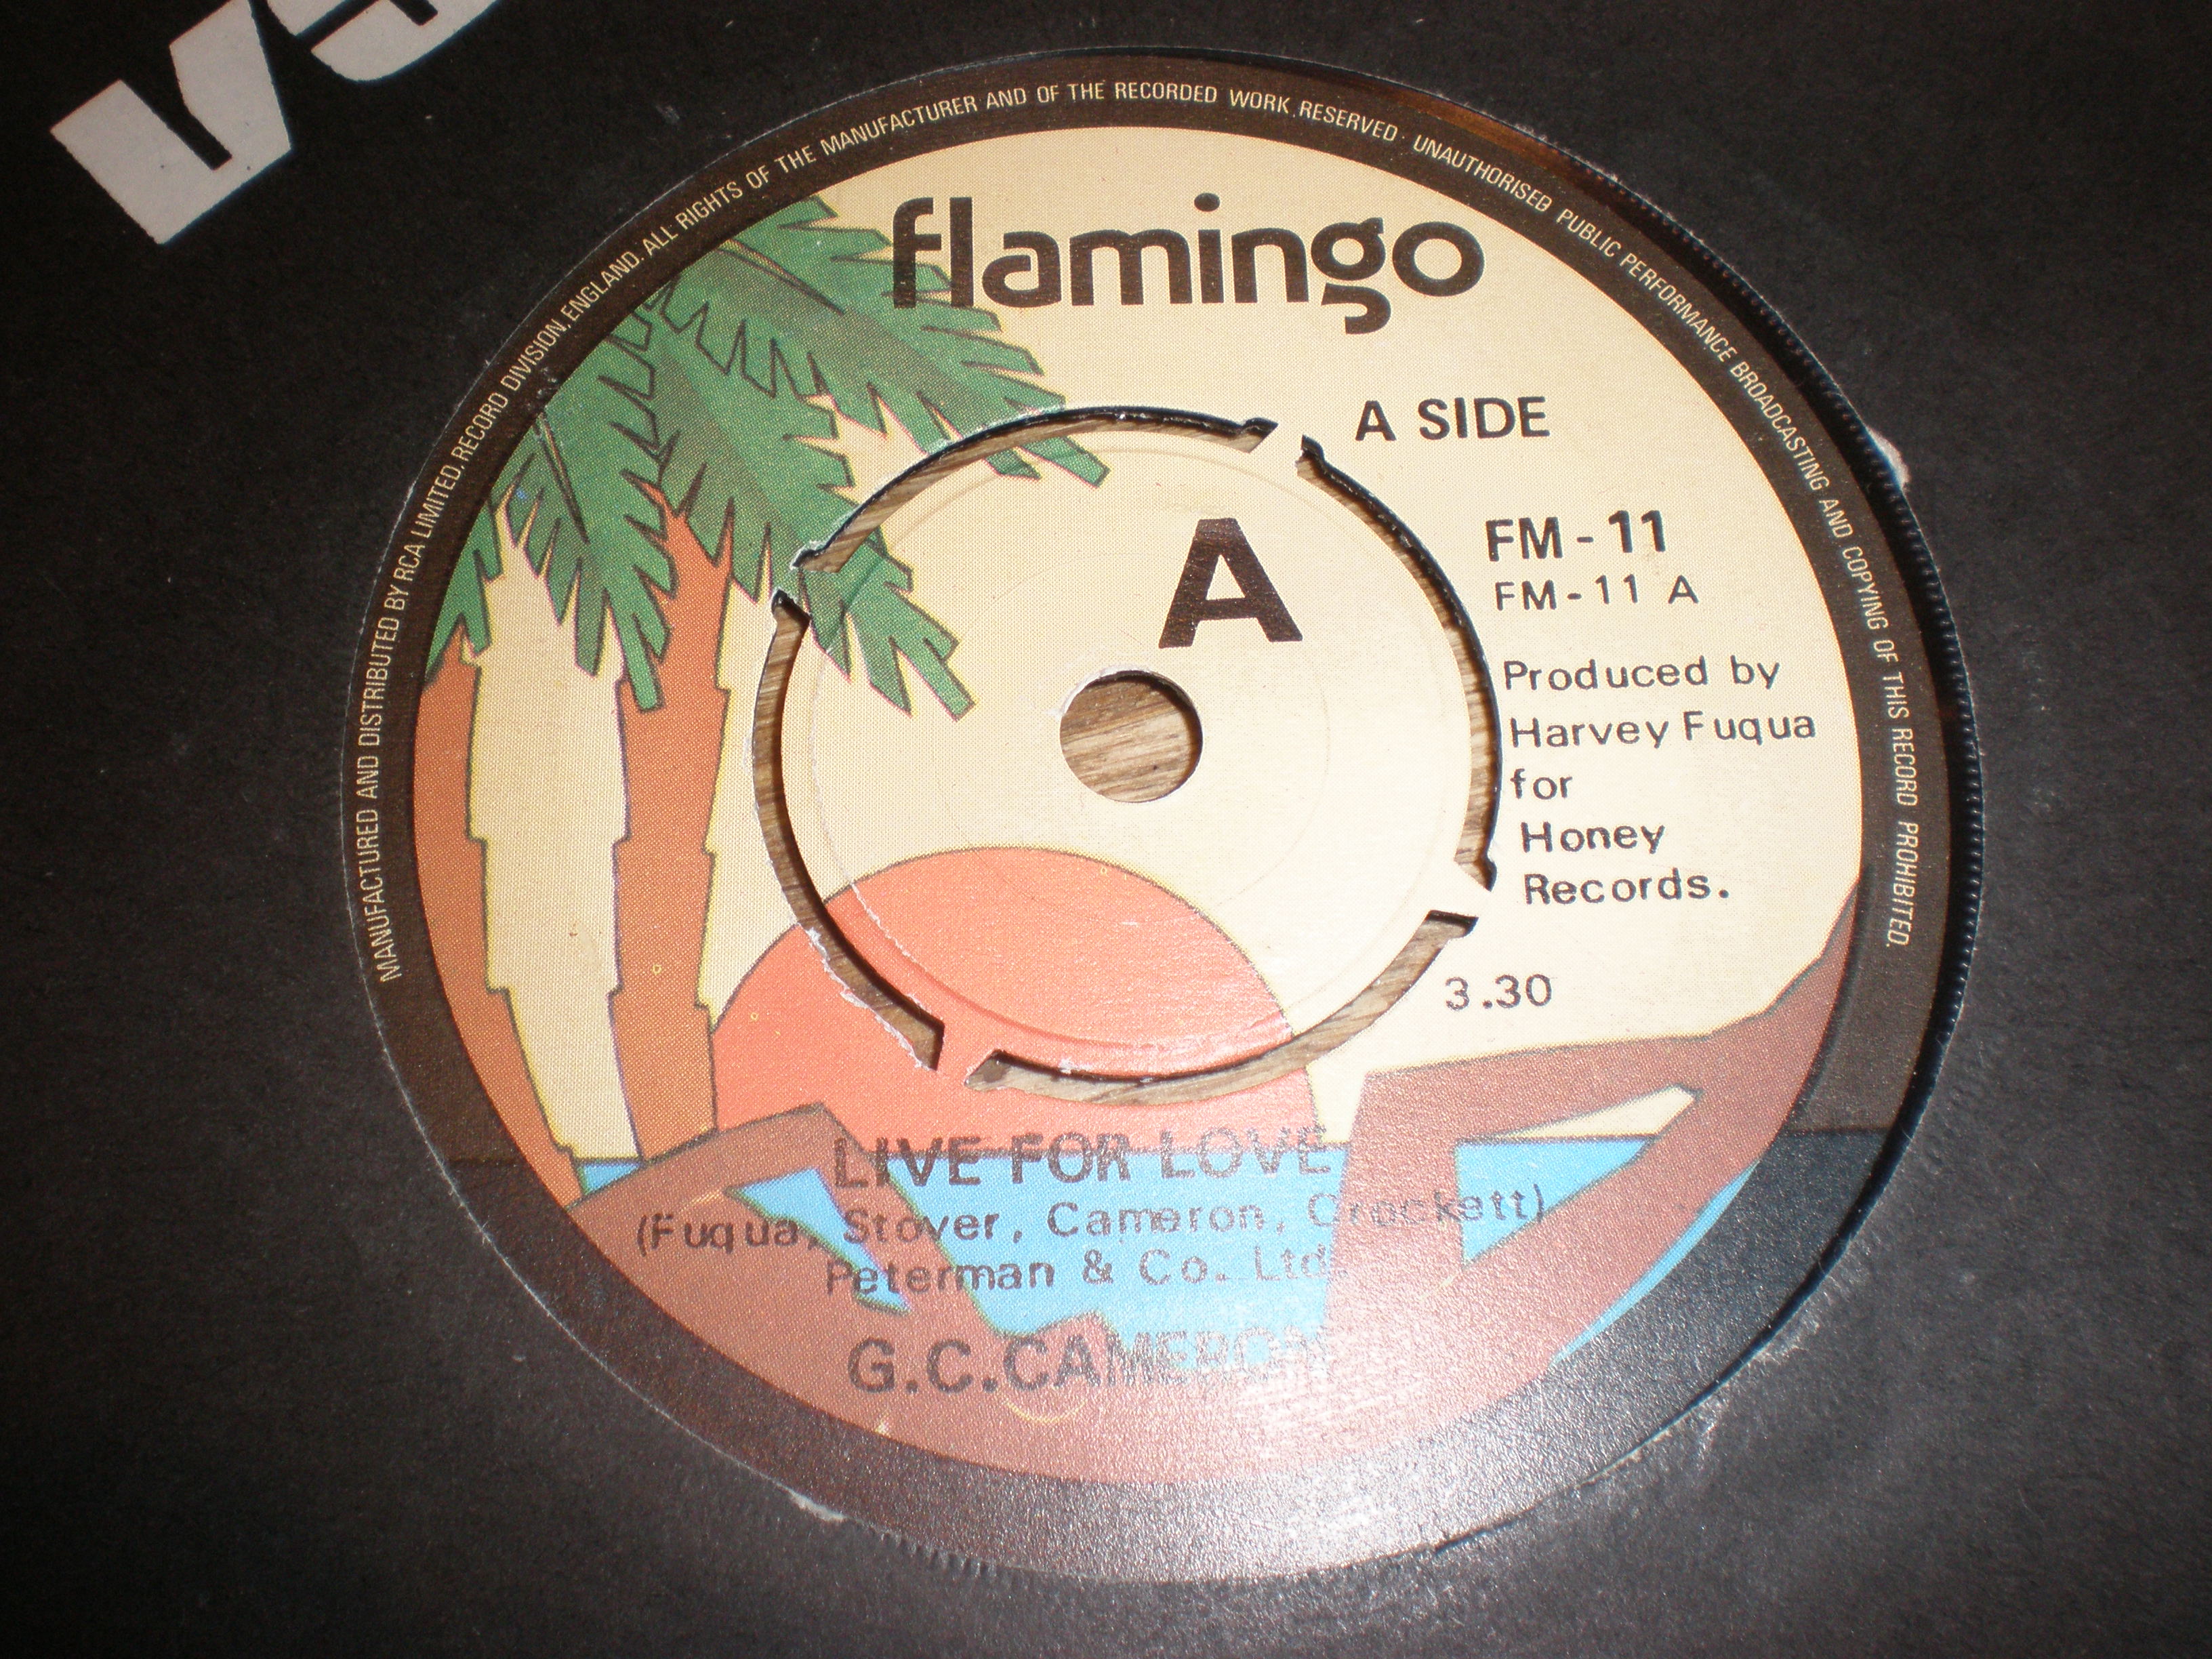 MANUFACTURED AND DISTRIBUTED BY RCA LIMITED, RECORD DIVISION, ENGLAND. ALL RIGHTS OF THE MANUFACTURER AND OF THE RECORDED WORK RESERVED · UNAUTHORISED PUBLIC PERFORMANCE BROADCASTING AND COPYING OF THIS RECORD PROHIBITED.
flamingo
A SIDE
A
FM-11
FM-11 A
Produced by
Harvey Fuqua
for
Honey
Records.
3.30
LIVE FOR LOVE
(Fuqua, Stover, Cameron, Crockett)
Peterman & Co. Ltd.
G.C.CAMERON